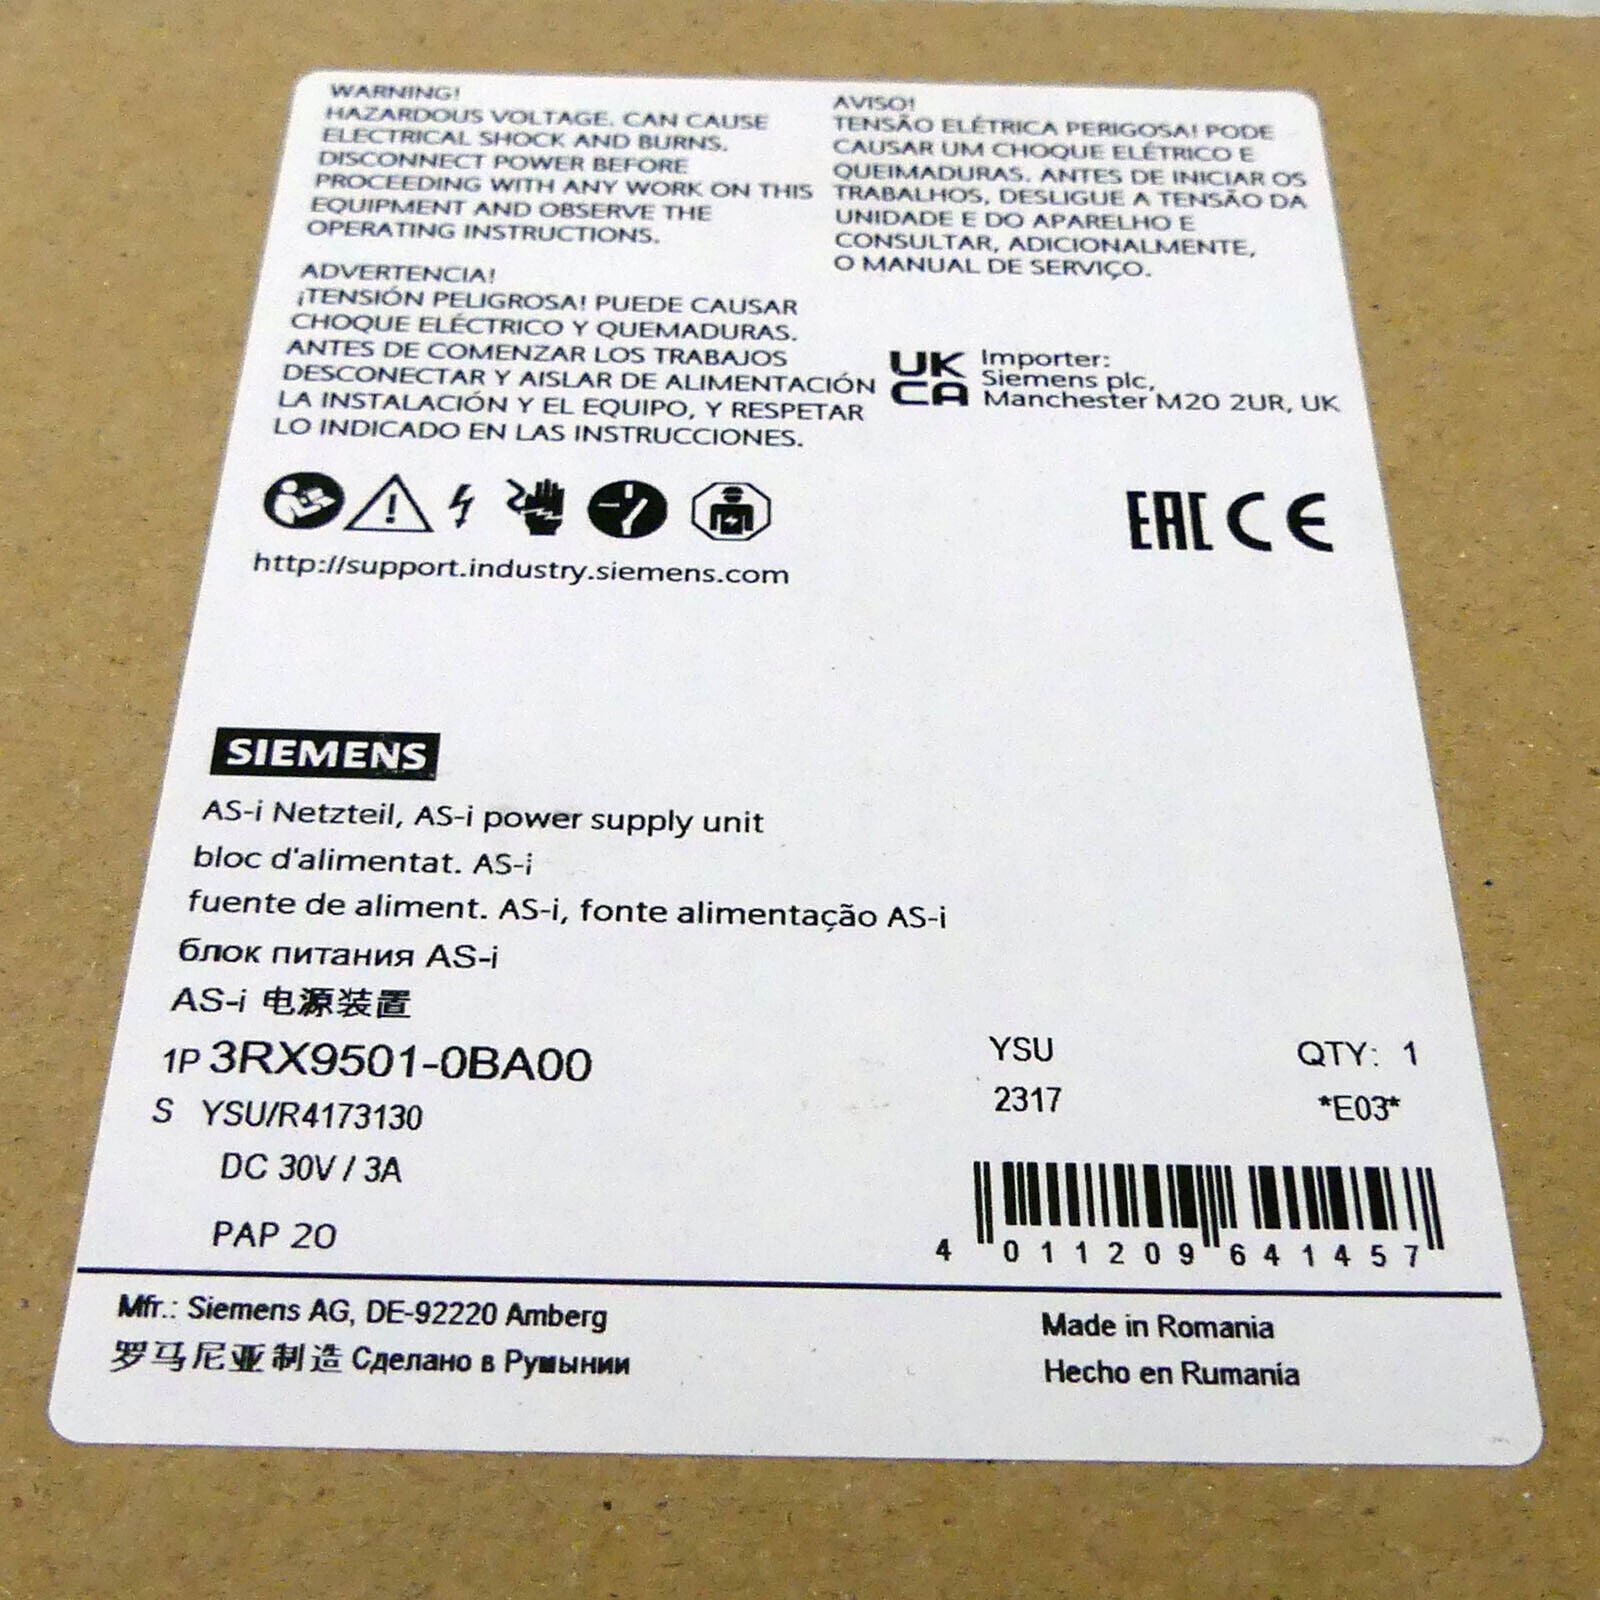 WARNING!
HAZARDOUS VOLTAGE. CAN CAUSE
ELECTRICAL SHOCK AND BURNS.
DISCONNECT POWER BEFORE
PROCEEDING WITH ANY WORK ON THIS
EQUIPMENT AND OBSERVE THE
OPERATING INSTRUCTIONS.
ADVERTENCIA!
¡TENSIÓN PELIGROSA! PUEDE CAUSAR
CHOQUE ELÉCTRICO Y QUEMADURAS.
ANTES DE COMENZAR LOS TRABAJOS
DESCONECTAR Y AISLAR DE ALIMENTACIÓN
LA INSTALACIÓN Y EL EQUIPO, Y RESPETAR
LO INDICADO EN LAS INSTRUCCIONES.
AVISO!
TENSÃO ELÉTRICA PERIGOSA! PODE
CAUSAR UM CHOQUE ELÉTRICO E
QUEIMADURAS. ANTES DE INICIAR OS
TRABALHOS, DESLIGUE A TENSÃO DA
UNIDADE E DO APARELHO E
CONSULTAR, ADICIONALMENTE,
O MANUAL DE SERVIÇO.
UK
CA
Importer:
Siemens plc,
Manchester M20 2UR, UK
EAC CE
http://support.industry.siemens.com
SIEMENS
AS-i Netzteil, AS-i power supply unit
bloc d'alimentat. AS-i
fuente de aliment. AS-i, fonte alimentação AS-i
блок питания AS-i
AS-i 电源装置
1P 3RX9501-0BA00
S YSU/R4173130
DC 30V / 3A
PAP 20
YSU
2317
QTY: 1
*E03*
4 011209 641457
Mfr.: Siemens AG, DE-92220 Amberg
罗马尼亚制造 Сделано в Румынии
Made in Romania
Hecho en Rumanía